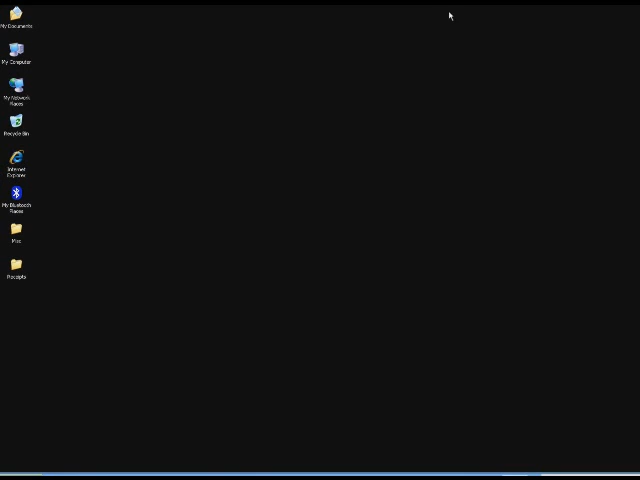 My Documents
My Computer
My Network
Places
Recycle Bin
Internet
Explorer
My Bluetooth
Places
Misc
Receipts